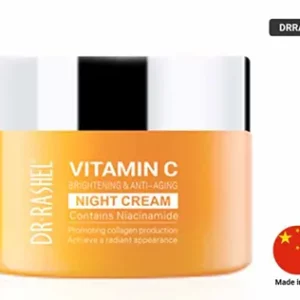 DRRA
VITAMIN C
BRIGHTENING & ANTI-AGING
NIGHT CREAM
Contains Niacinamide
Promoting collagen production
Achieve a radiant appearance
DR.RASHEL
Made in